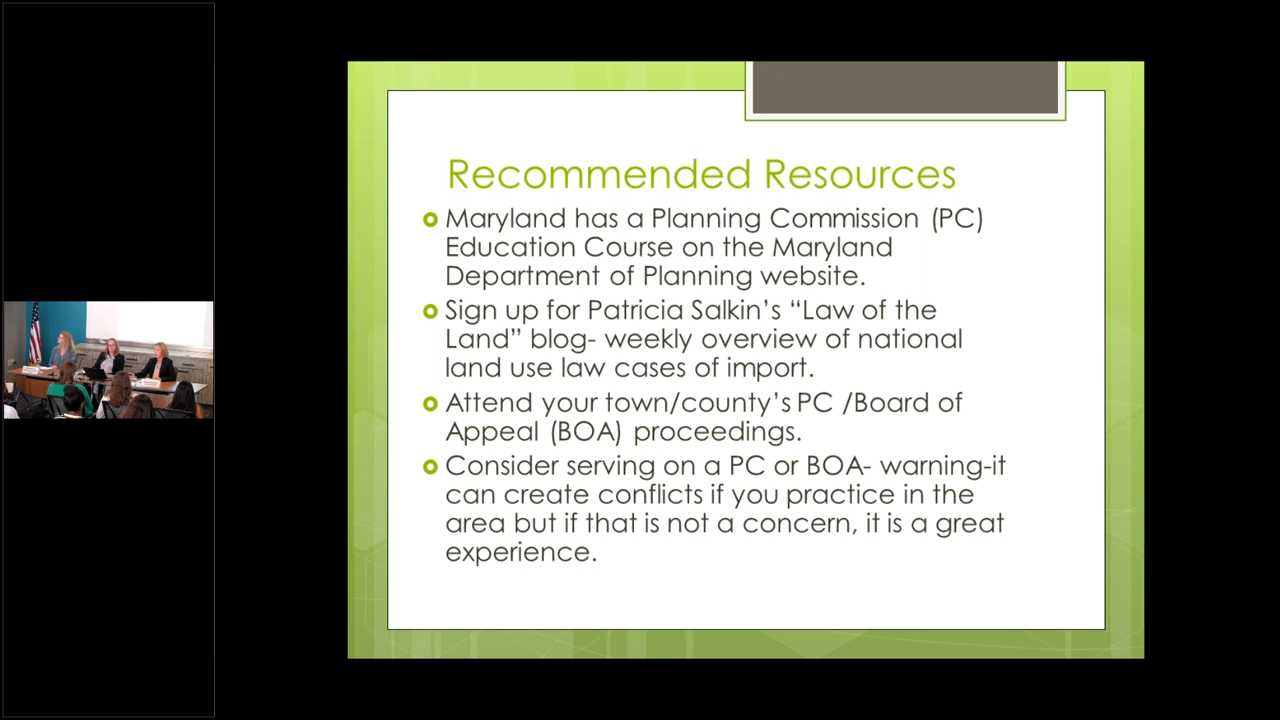 Recommended Resources
Maryland has a Planning Commission (PC)
Education Course on the Maryland
Department of Planning website.
Sign up for Patricia Salkin’s “Law of the
Land” blog- weekly overview of national
land use law cases of import.
Attend your town/county’s PC /Board of
Appeal (BOA) proceedings.
Consider serving on a PC or BOA- warning-it
can create conflicts if you practice in the
area but if that is not a concern, it is a great
experience.